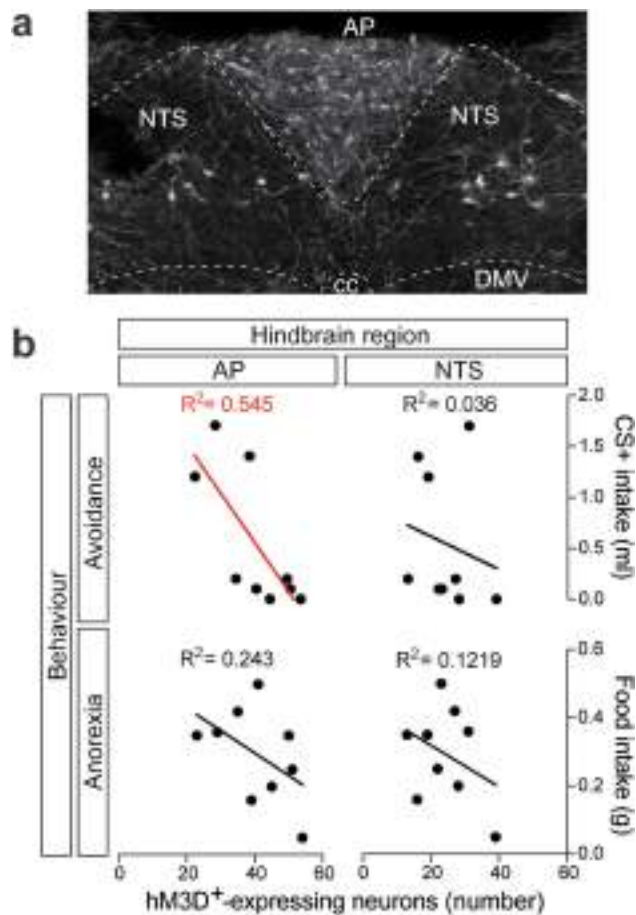 a
AP
NTS NTS
cc DMV
b
Hindbrain region
AP NTS
Behaviour
Avoidance
R²= 0.545 R²= 0.036
2.0
1.5
1.0
0.5
0.0
CS+ intake (ml)
Anorexia
R²= 0.243 R²= 0.1219
0.6
0.4
0.2
0.0
Food intake (g)
0 20 40 60 0 20 40 60
hM3D⁺-expressing neurons (number)